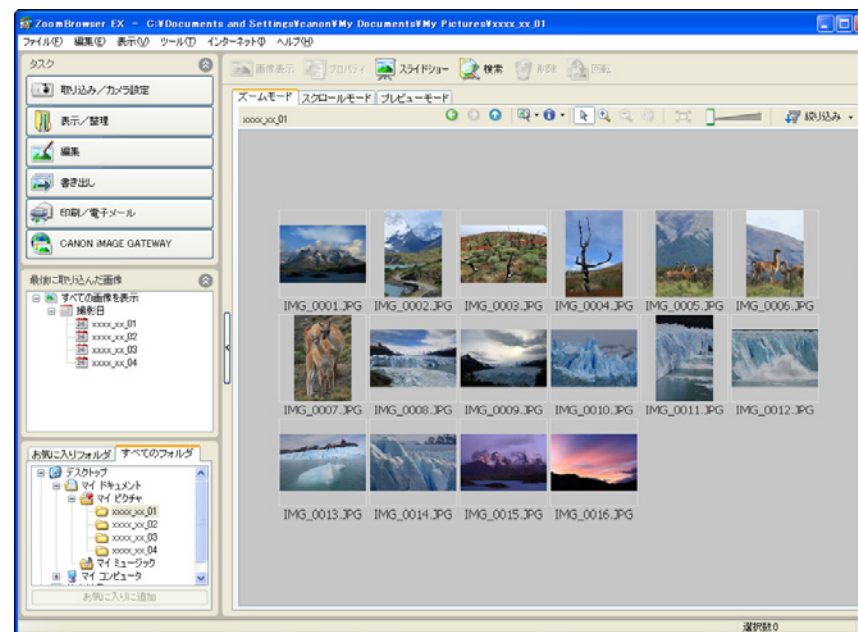 ZoomBrowser EX - C:¥Documents and Settings¥canon¥My Documents¥My Pictures¥xxxx_xx_01
ファイル(F) 編集(E) 表示(V) ツール(T) インターネット(I) ヘルプ(H)
タスク
取り込み/カメラ設定
表示/整理
編集
書き出し
印刷/電子メール
CANON iMAGE GATEWAY
最後に取り込んだ画像
すべての画像を表示
撮影日
xxxx_xx_01
xxxx_xx_02
xxxx_xx_03
xxxx_xx_04
お気に入りフォルダ すべてのフォルダ
デスクトップ
マイ ドキュメント
マイ ピクチャ
xxxx_xx_01
xxxx_xx_02
xxxx_xx_03
xxxx_xx_04
マイ ミュージック
マイ コンピュータ
お気に入りに追加
画像表示 プロパティ スライドショー 検索 削除 回転
ズームモード スクロールモード プレビューモード
xxxx_xx_01 絞り込み
IMG_0001.JPG IMG_0002.JPG IMG_0003.JPG IMG_0004.JPG IMG_0005.JPG IMG_0006.JPG
IMG_0007.JPG IMG_0008.JPG IMG_0009.JPG IMG_0010.JPG IMG_0011.JPG IMG_0012.JPG
IMG_0013.JPG IMG_0014.JPG IMG_0015.JPG IMG_0016.JPG
選択数:0